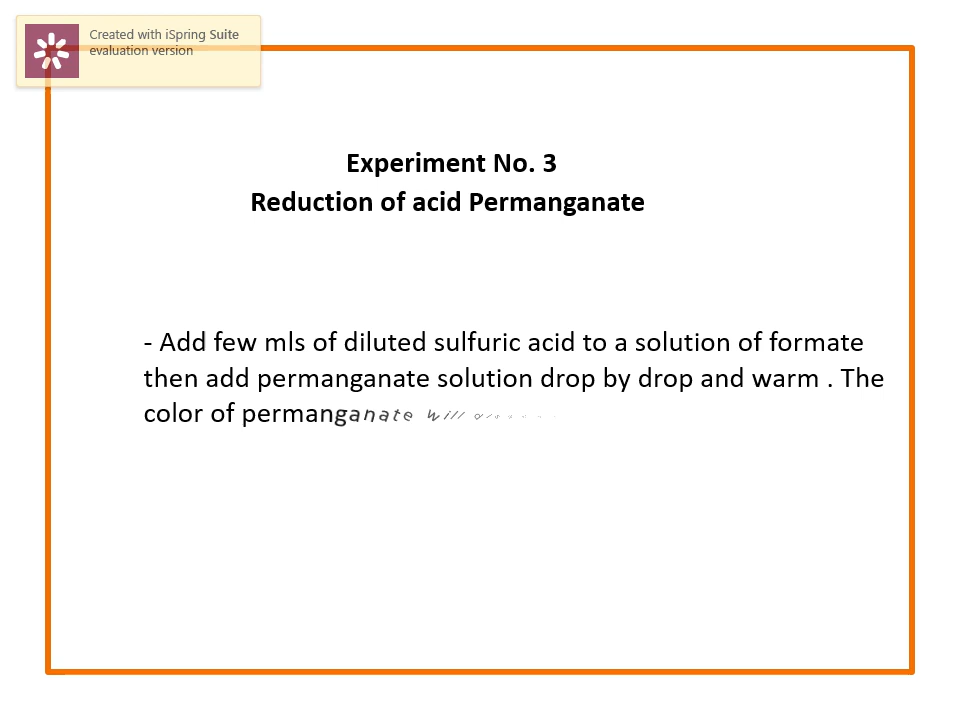 Created with iSpring Suite
evaluation version
Experiment No. 3
Reduction of acid Permanganate
- Add few mls of diluted sulfuric acid to a solution of formate
then add permanganate solution drop by drop and warm . The
color of permanganate will